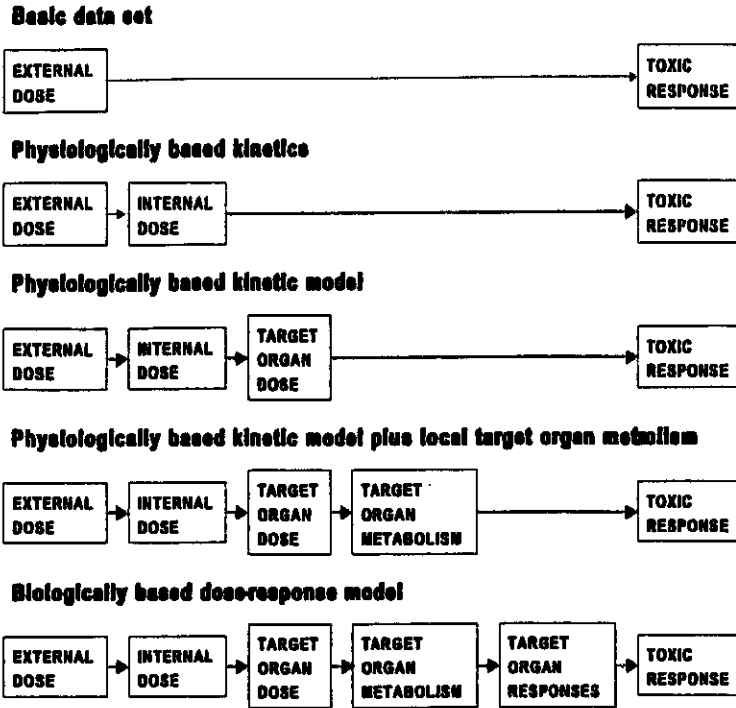 Basic data set
EXTERNAL
DOSE
TOXIC
RESPONSE
Physiologically based kinetics
EXTERNAL
DOSE
INTERNAL
DOSE
TOXIC
RESPONSE
Physiologically based kinetic model
EXTERNAL
DOSE
INTERNAL
DOSE
TARGET
ORGAN
DOSE
TOXIC
RESPONSE
Physiologically based kinetic model plus local target organ metmolism
EXTERNAL
DOSE
INTERNAL
DOSE
TARGET
ORGAN
DOSE
TARGET
ORGAN
METABOLISM
TOXIC
RESPONSE
Biologically based dose-response model
EXTERNAL
DOSE
INTERNAL
DOSE
TARGET
ORGAN
DOSE
TARGET
ORGAN
METABOLISM
TARGET
ORGAN
RESPONSES
TOXIC
RESPONSE